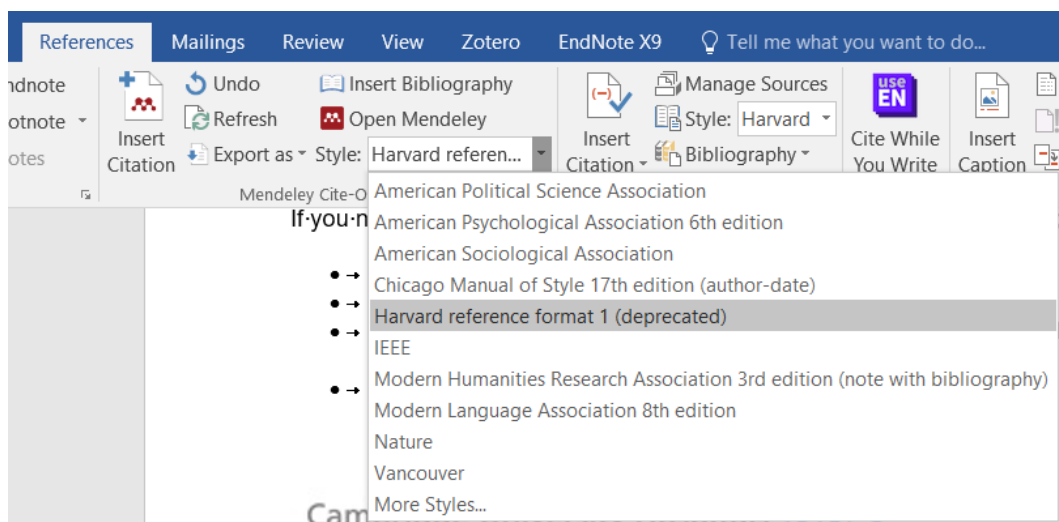 References Mailings Review View Zotero EndNote X9 Tell me what you want to do...
ndnote Undo Insert Bibliography Manage Sources use EN
otnote Refresh Open Mendeley Style: Harvard
otes Insert Citation Export as Style: Harvard referen... Insert Citation Bibliography Cite While You Write Insert Caption
Mendeley Cite-O
If·you·n
American Political Science Association
American Psychological Association 6th edition
American Sociological Association
Chicago Manual of Style 17th edition (author-date)
Harvard reference format 1 (deprecated)
IEEE
Modern Humanities Research Association 3rd edition (note with bibliography)
Modern Language Association 8th edition
Nature
Vancouver
More Styles...
Cam